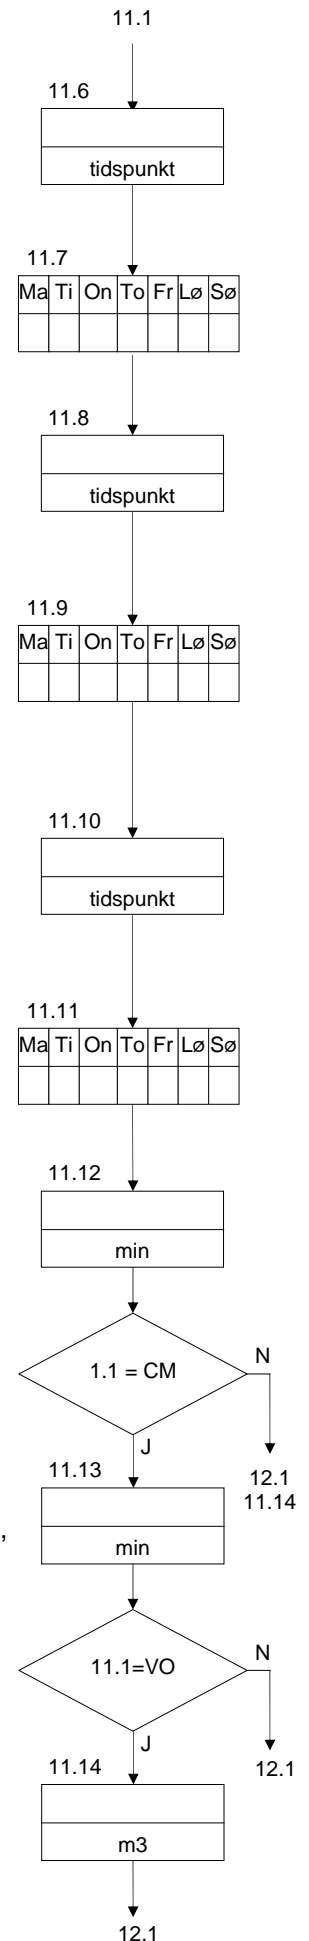 11.1
11.6
tidspunkt
11.7
Ma Ti On To Fr Lø Sø
11.8
tidspunkt
11.9
Ma Ti On To Fr Lø Sø
11.10
tidspunkt
11.11
Ma Ti On To Fr Lø Sø
11.12
min
1.1 = CM
N
J
12.1
11.14
11.13
,
min
11.1=VO
N
J
12.1
11.14
m3
12.1